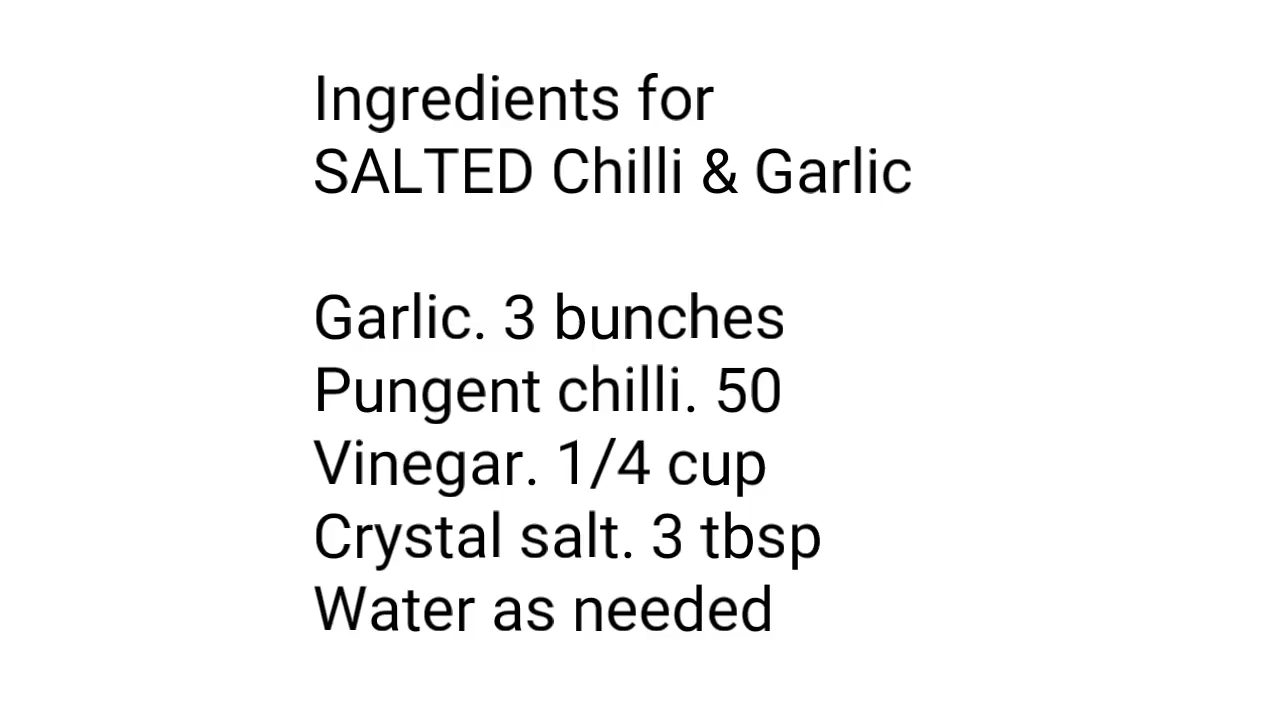 Ingredients for
SALTED Chilli & Garlic
Garlic. 3 bunches
Pungent chilli. 50
Vinegar. 1/4 cup
Crystal salt. 3 tbsp
Water as needed